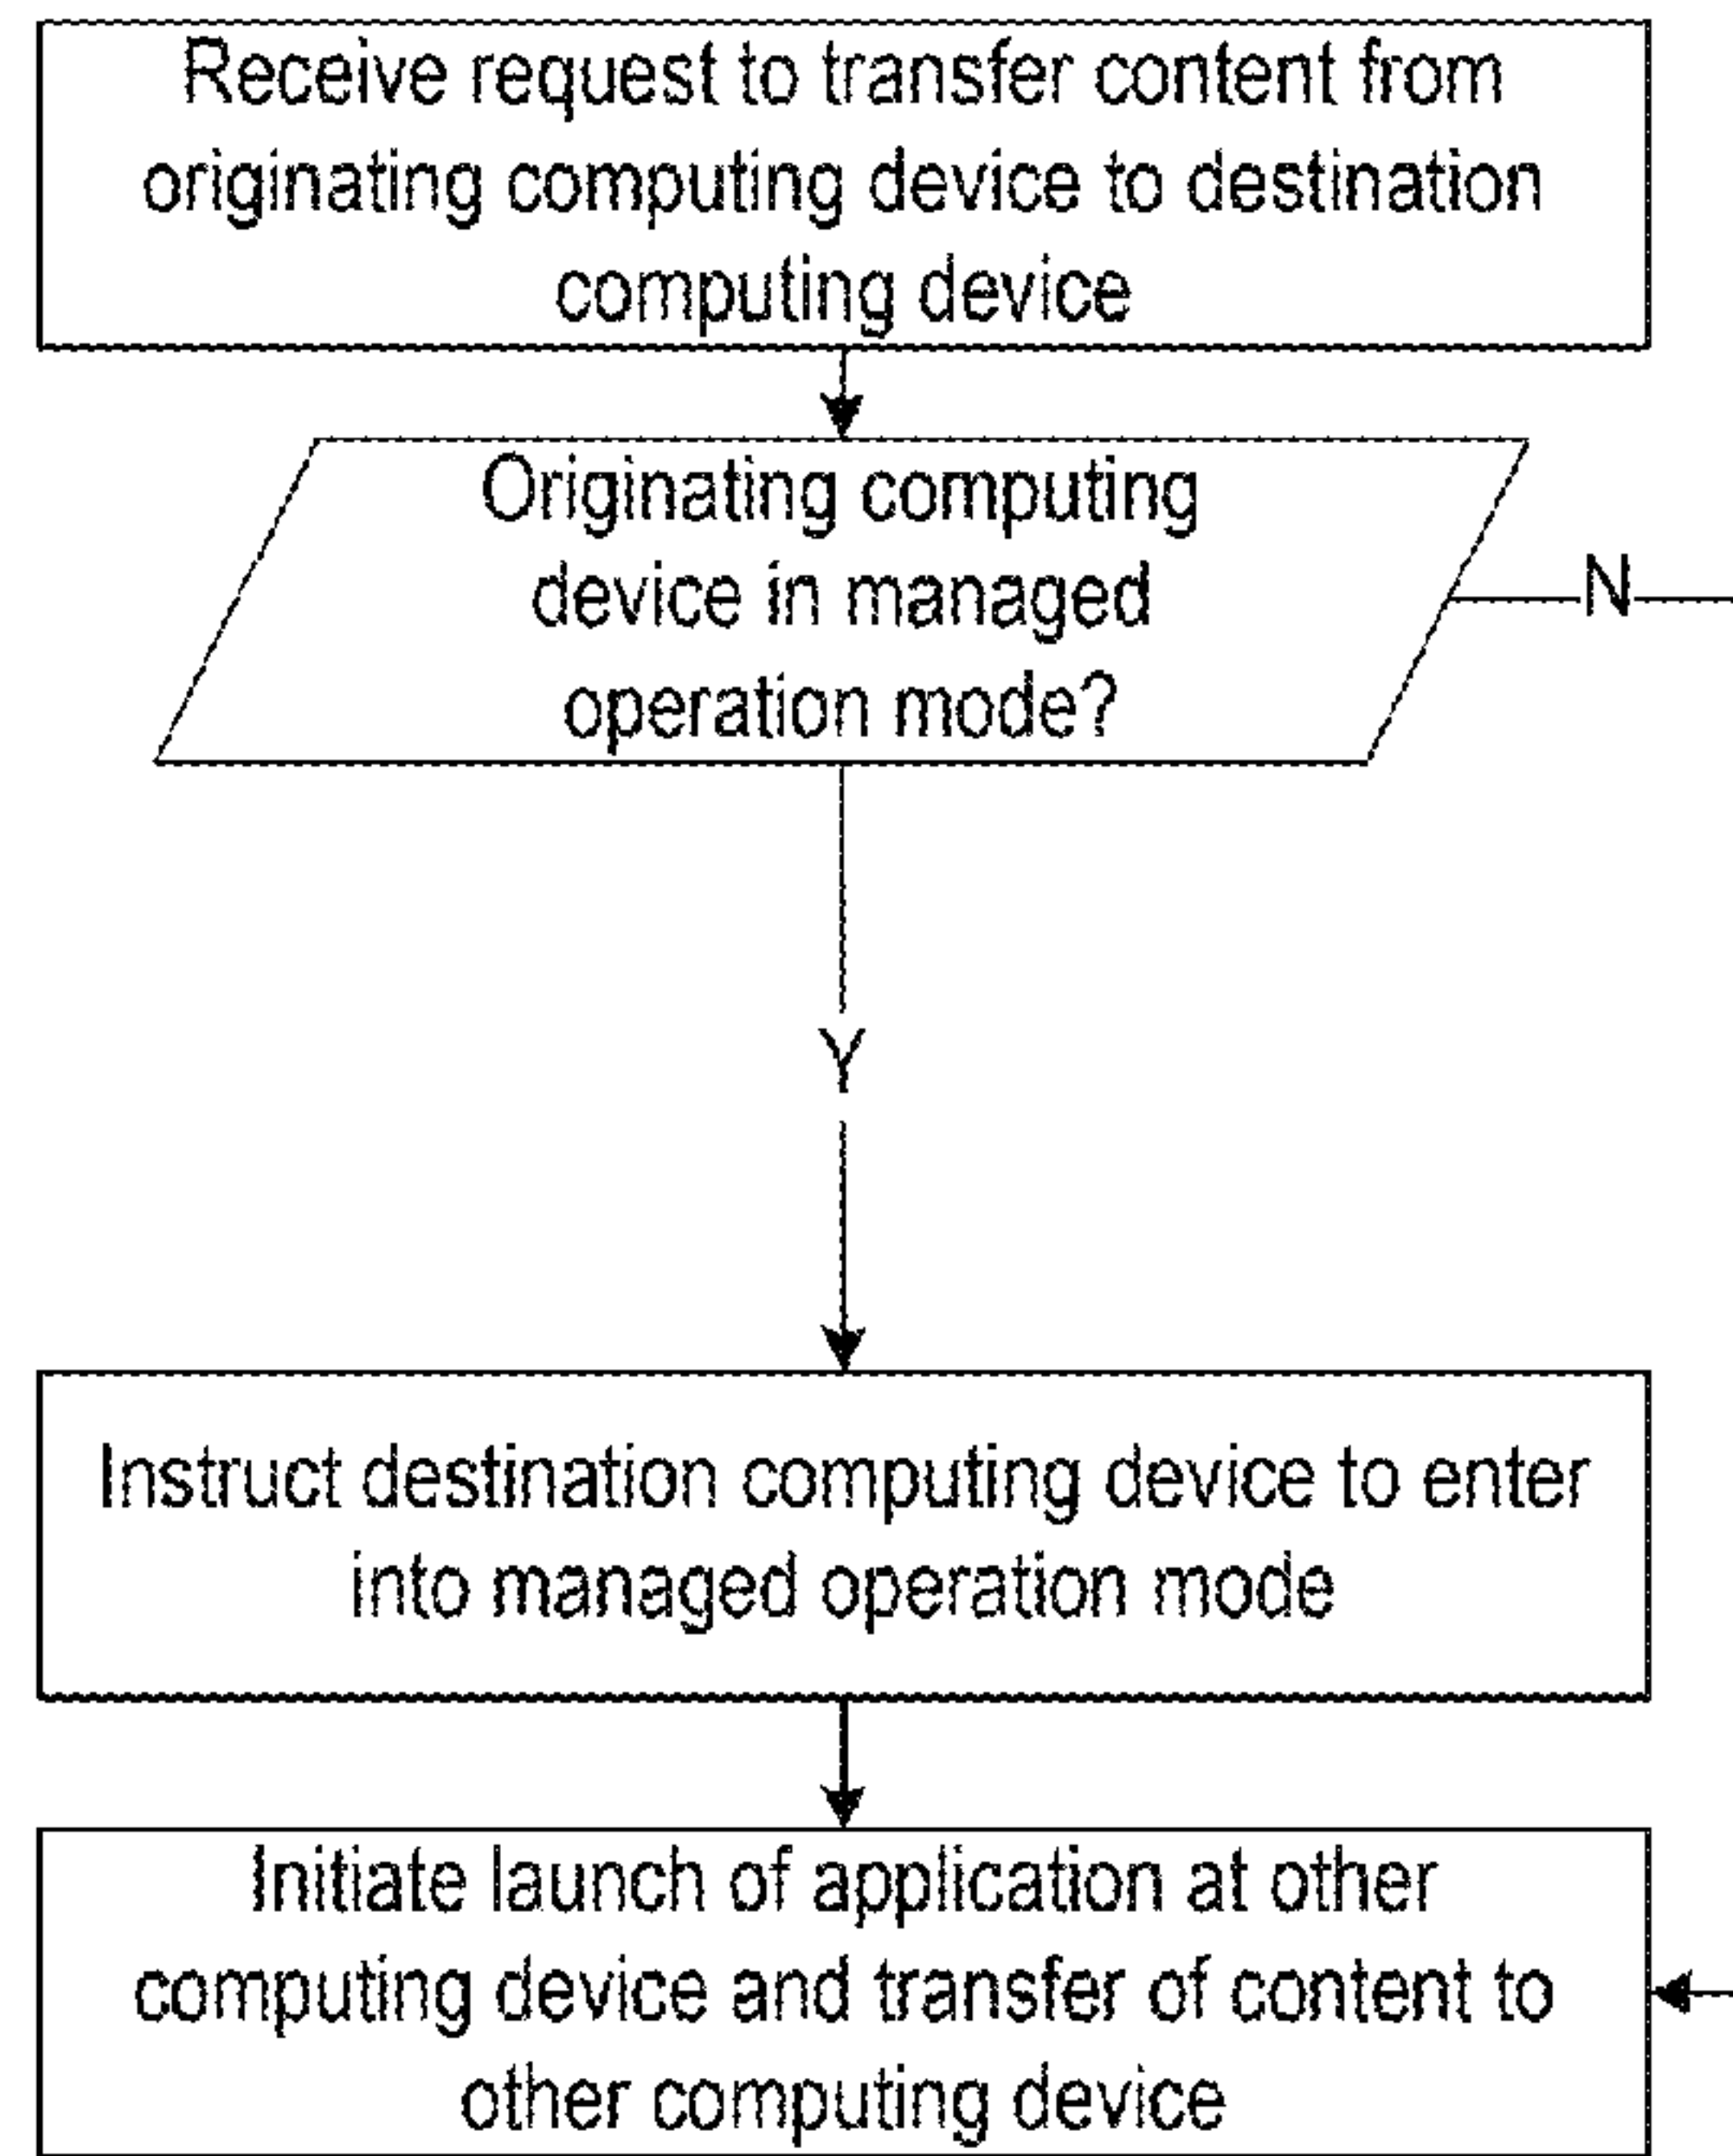 Receive request to transfer content from
originating computing device to destination
computing device
Originating computing
device in managed
operation mode?
N
Y
Instruct destination computing device to enter
into managed operation mode
Initiate launch of application at other
computing device and transfer of content to
other computing device